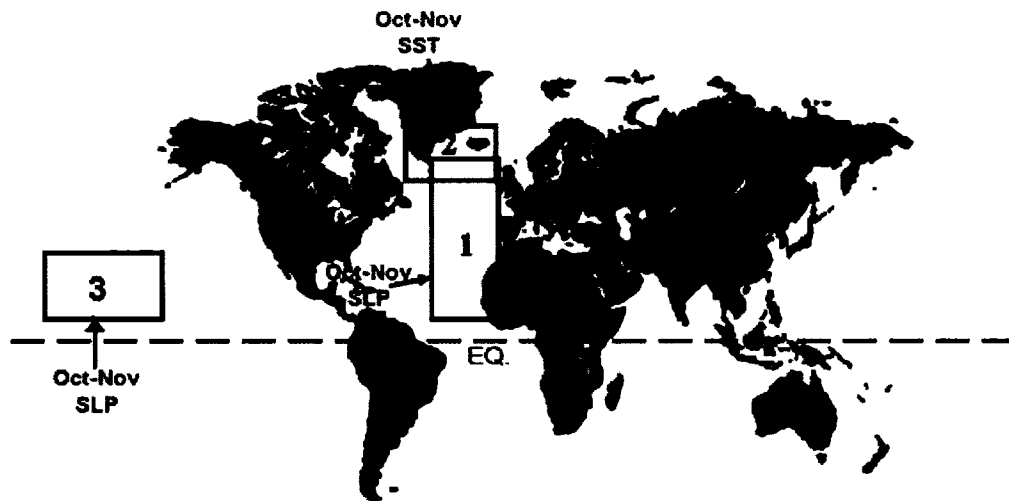 Oct-Nov
SST
2
1
Oct-Nov
SLP
3
EQ.
Oct-Nov
SLP